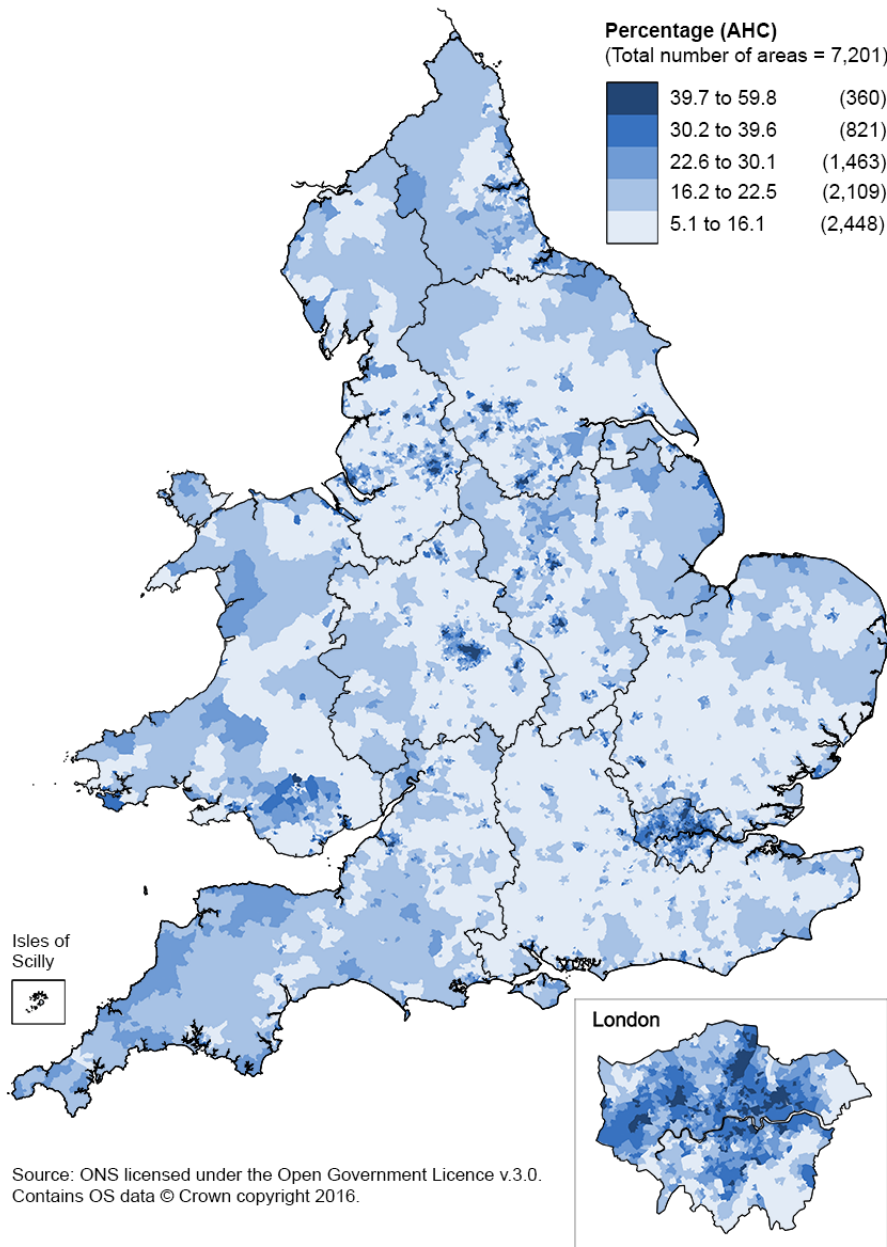 Percentage (AHC)
(Total number of areas = 7,201)
39.7 to 59.8 (360)
30.2 to 39.6 (821)
22.6 to 30.1 (1,463)
16.2 to 22.5 (2,109)
5.1 to 16.1 (2,448)
Isles of
Scilly
London
Source: ONS licensed under the Open Government Licence v.3.0.
Contains OS data © Crown copyright 2016.